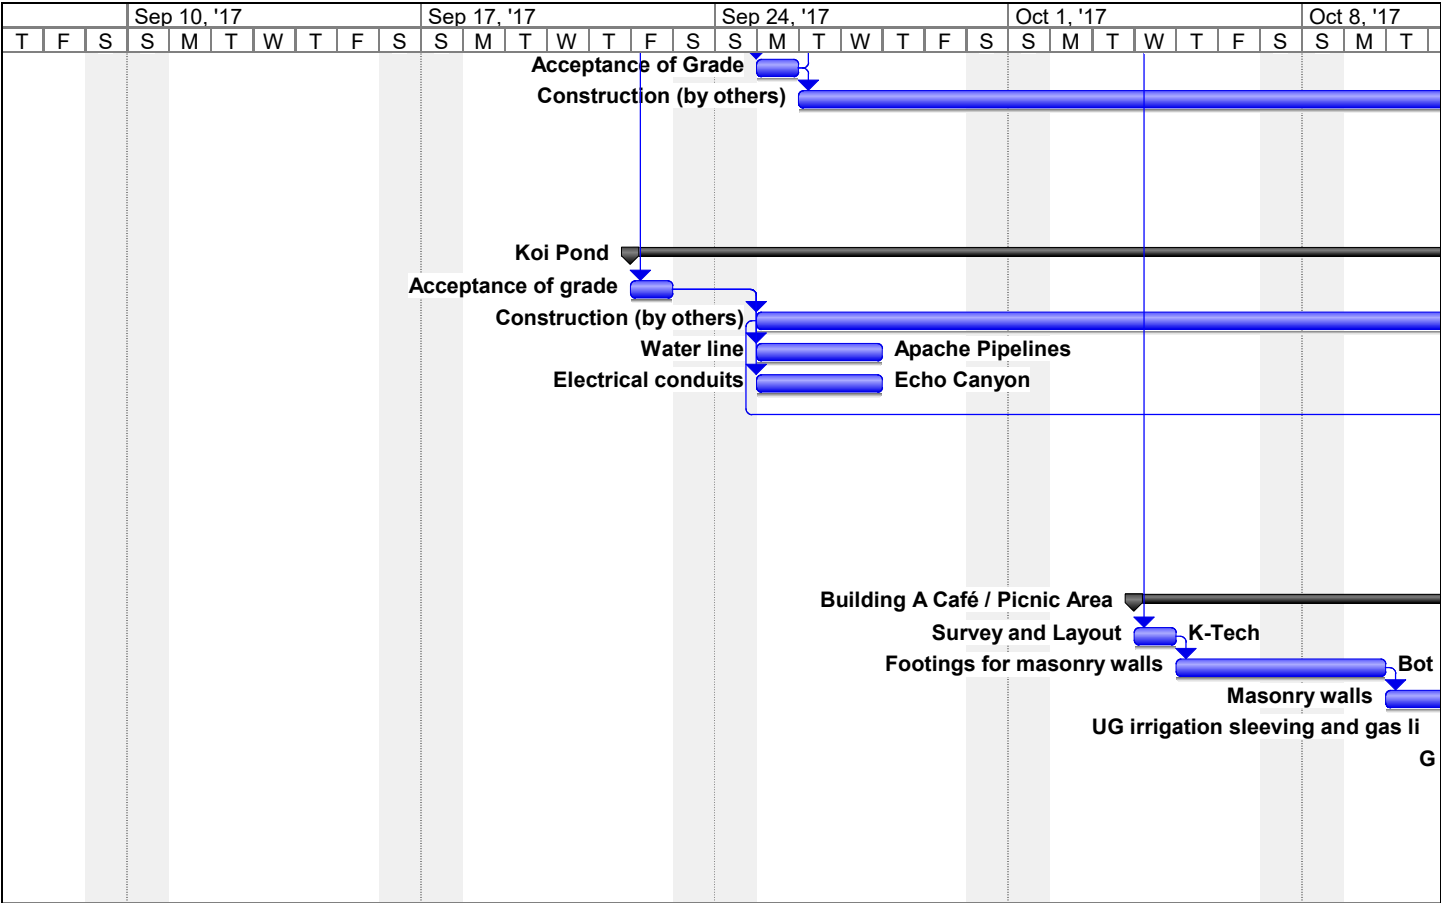 Sep 10, '17 Sep 17, '17 Sep 24, '17 Oct 1, '17 Oct 8, '17
T F S S M T W T F S S M T W T F S S M T W T F S S M T W T F S S M T
Acceptance of Grade
Construction (by others)
Koi Pond
Acceptance of grade
Construction (by others)
Water line Apache Pipelines
Electrical conduits Echo Canyon
Building A Café / Picnic Area
Survey and Layout K-Tech
Footings for masonry walls Bot
Masonry walls
UG irrigation sleeving and gas li
G